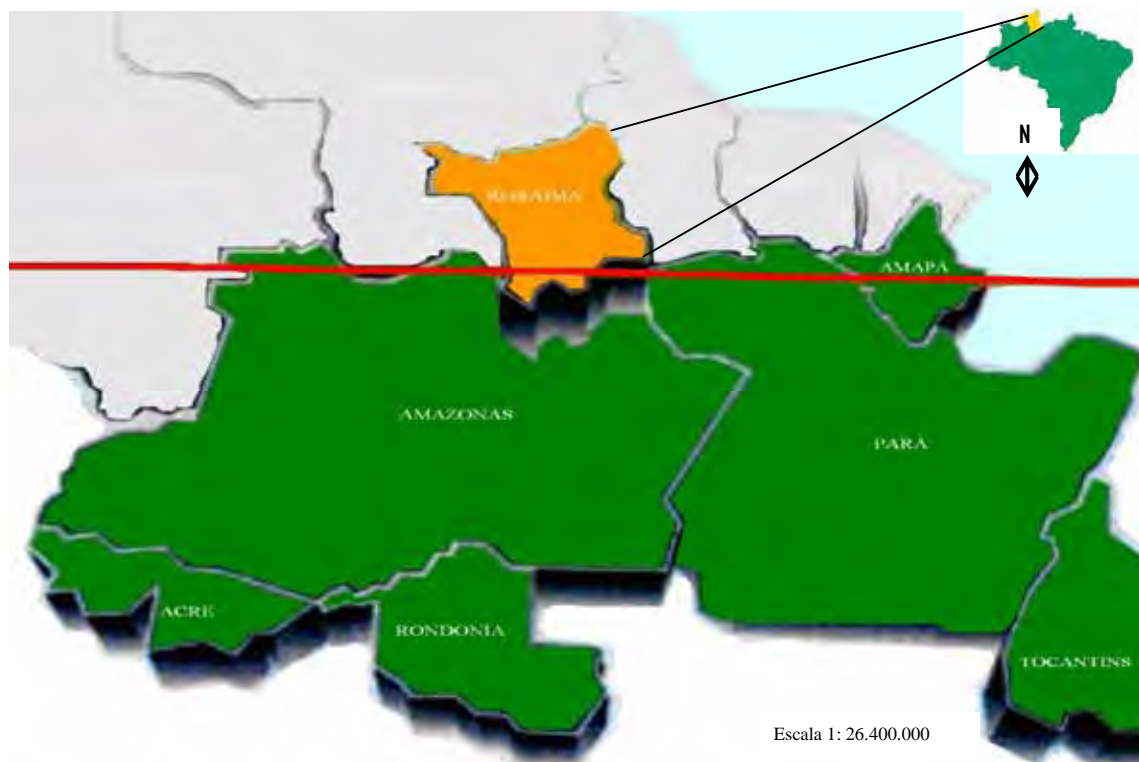 N
RORAIMA
AMAPÁ
AMAZONAS
PARÁ
ACRE
RONDONIA
TOCANTINS
Escala 1: 26.400.000